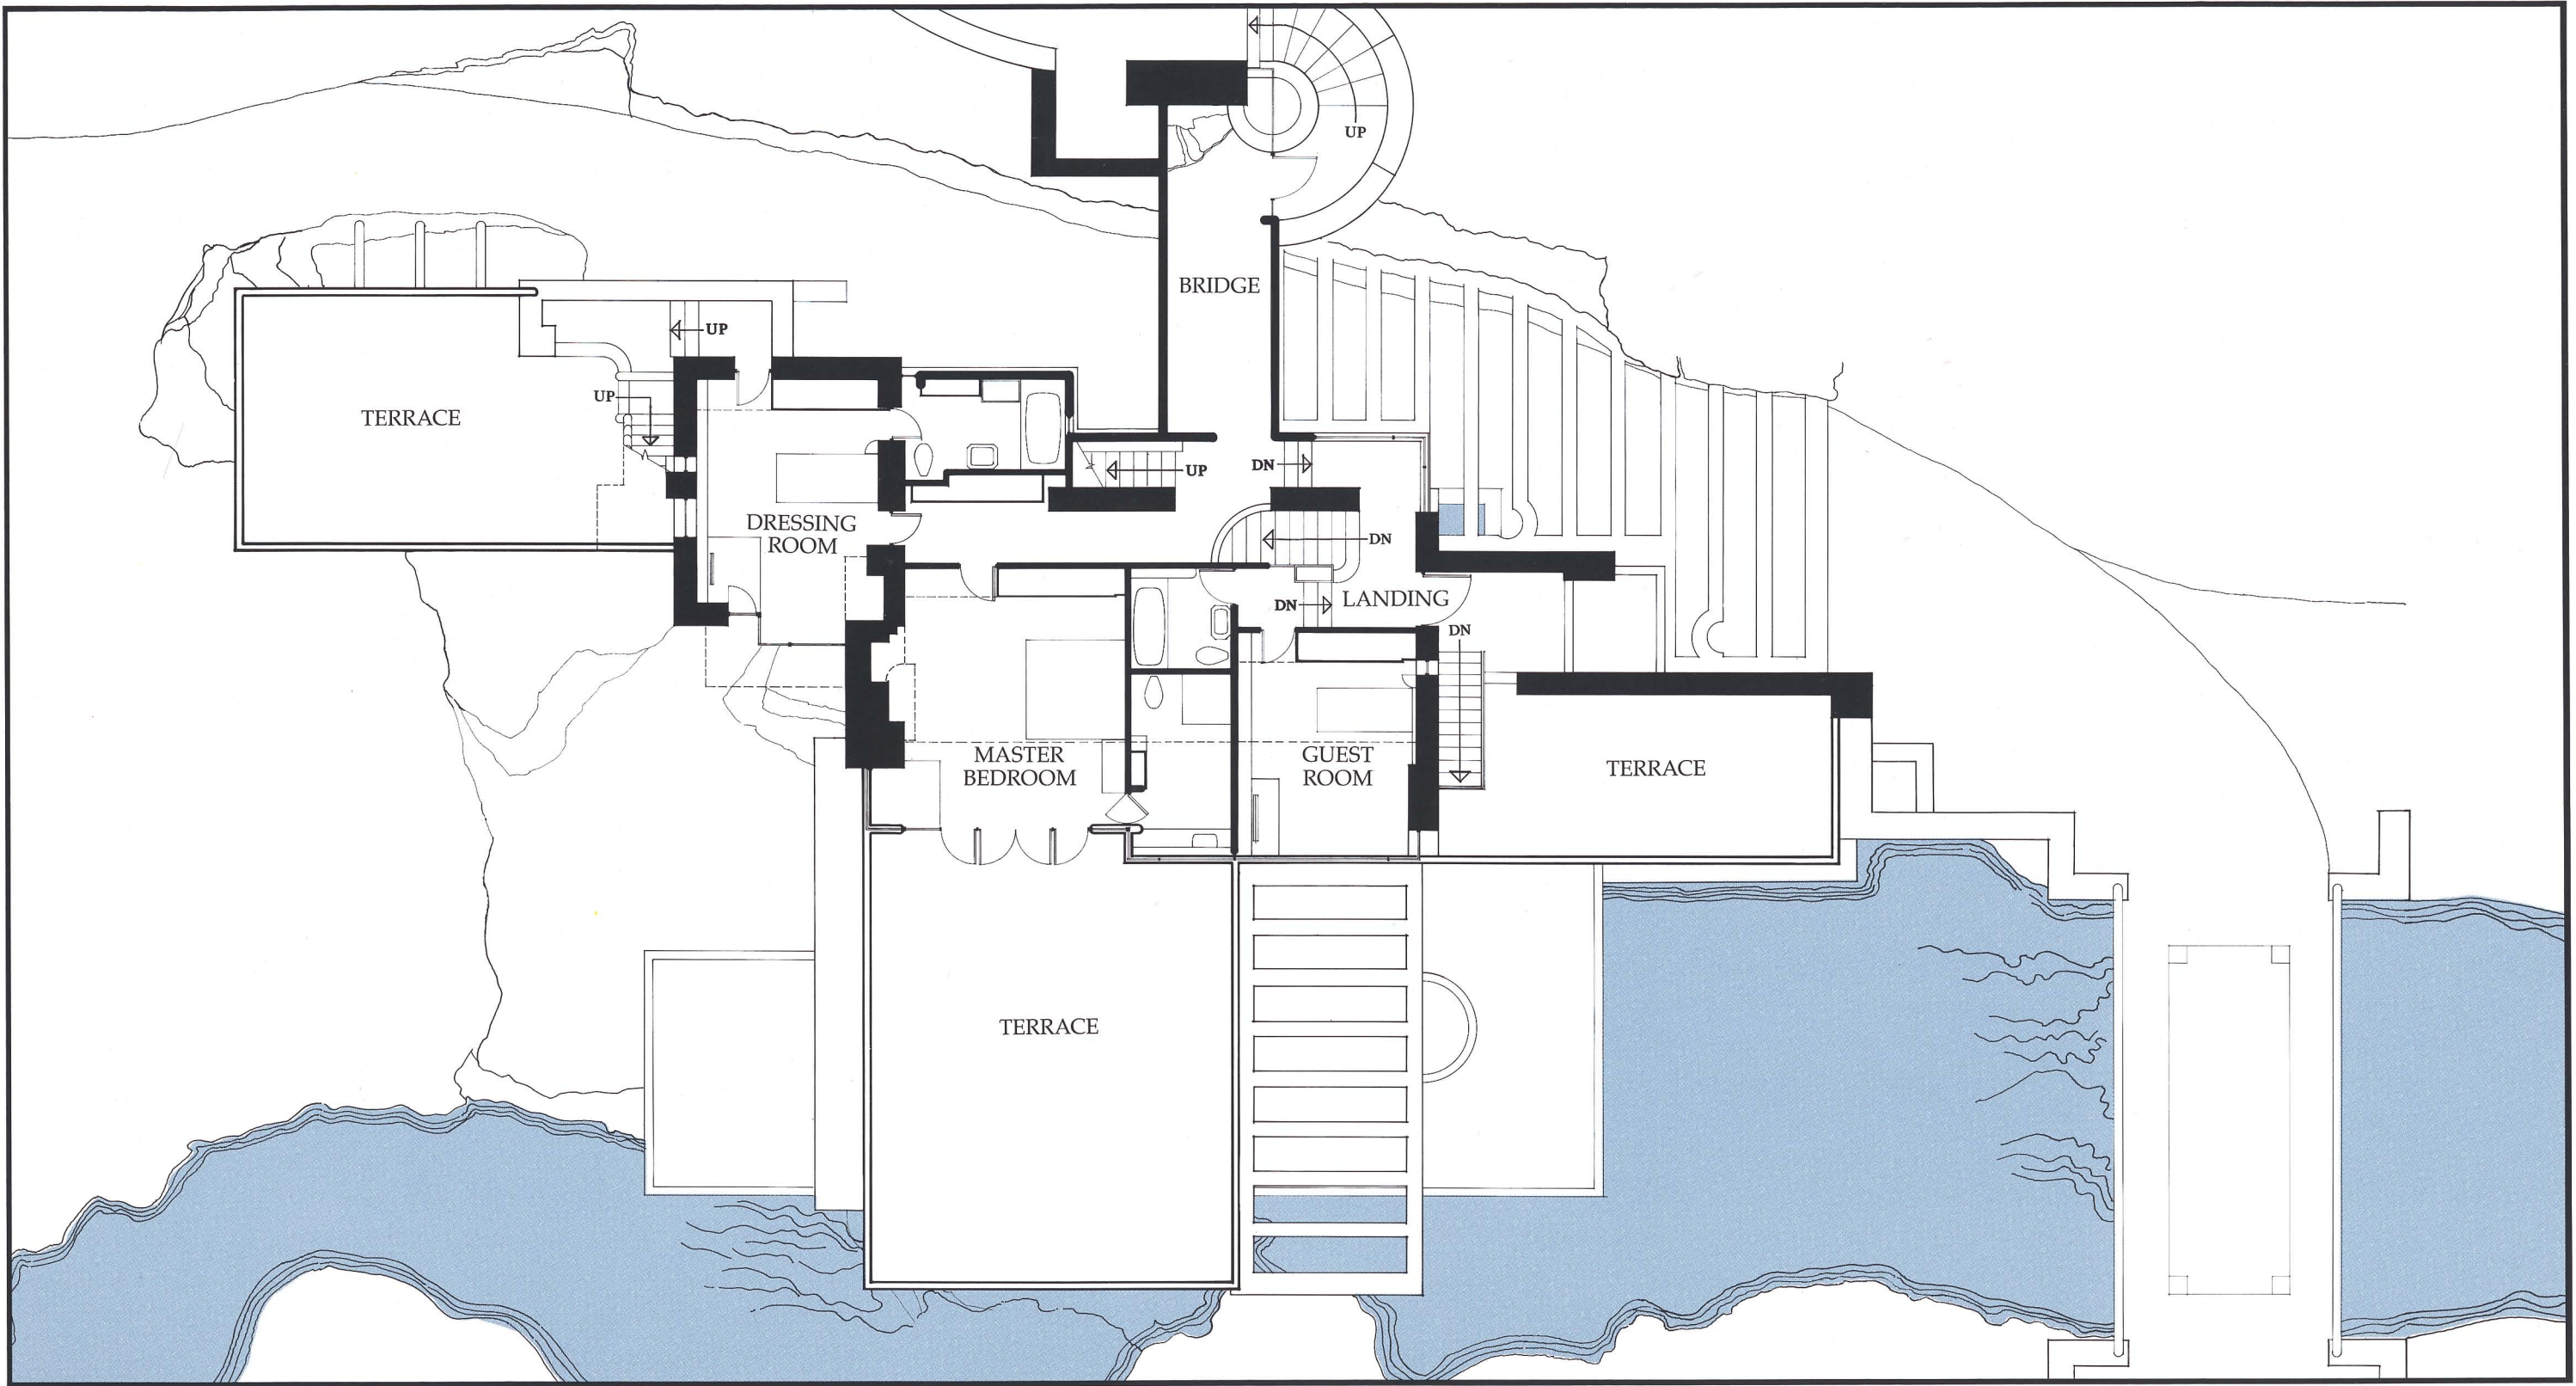 UP
BRIDGE
UP
UP
TERRACE
UP
DN
DRESSING
ROOM
DN
DN
LANDING
DN
MASTER
BEDROOM
GUEST
ROOM
TERRACE
TERRACE